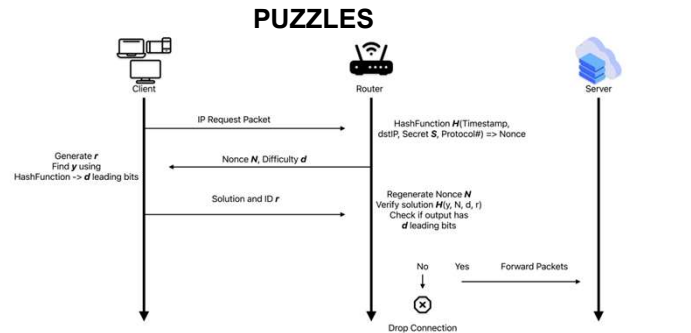 PUZZLES
Client
Router
Server
IP Request Packet
HashFunction H(Timestamp,
dstIP, Secret S, Protocol#) => Nonce
Nonce N, Difficulty d
Generate r
Find y using
HashFunction -> d leading bits
Solution and ID r
Regenerate Nonce N
Verify solution H(y, N, d, r)
Check if output has
d leading bits
No
Yes
Forward Packets
Drop Connection